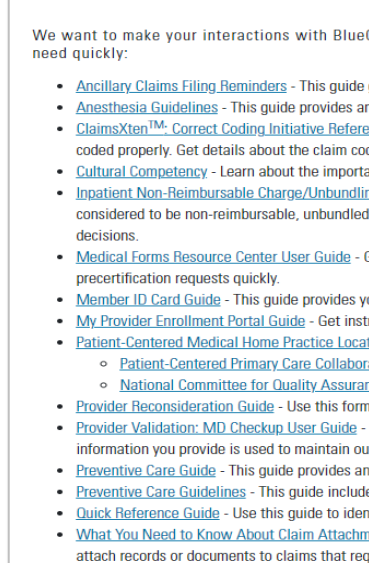 We want to make your interactions with Blue
need quickly:
Ancillary Claims Filing Reminders - This guide
Anesthesia Guidelines - This guide provides an
ClaimsXten™: Correct Coding Initiative Refere
coded properly. Get details about the claim co
Cultural Competency - Learn about the importa
Inpatient Non-Reimbursable Charge/Unbundlin
considered to be non-reimbursable, unbundled
decisions.
Medical Forms Resource Center User Guide - G
precertification requests quickly.
Member ID Card Guide - This guide provides yo
My Provider Enrollment Portal Guide - Get inst
Patient-Centered Medical Home Practice Locat
Patient-Centered Primary Care Collabora
National Committee for Quality Assuran
Provider Reconsideration Guide - Use this form
Provider Validation: MD Checkup User Guide -
information you provide is used to maintain ou
Preventive Care Guide - This guide provides an
Preventive Care Guidelines - This guide include
Quick Reference Guide - Use this guide to iden
What You Need to Know About Claim Attachm
attach records or documents to claims that req